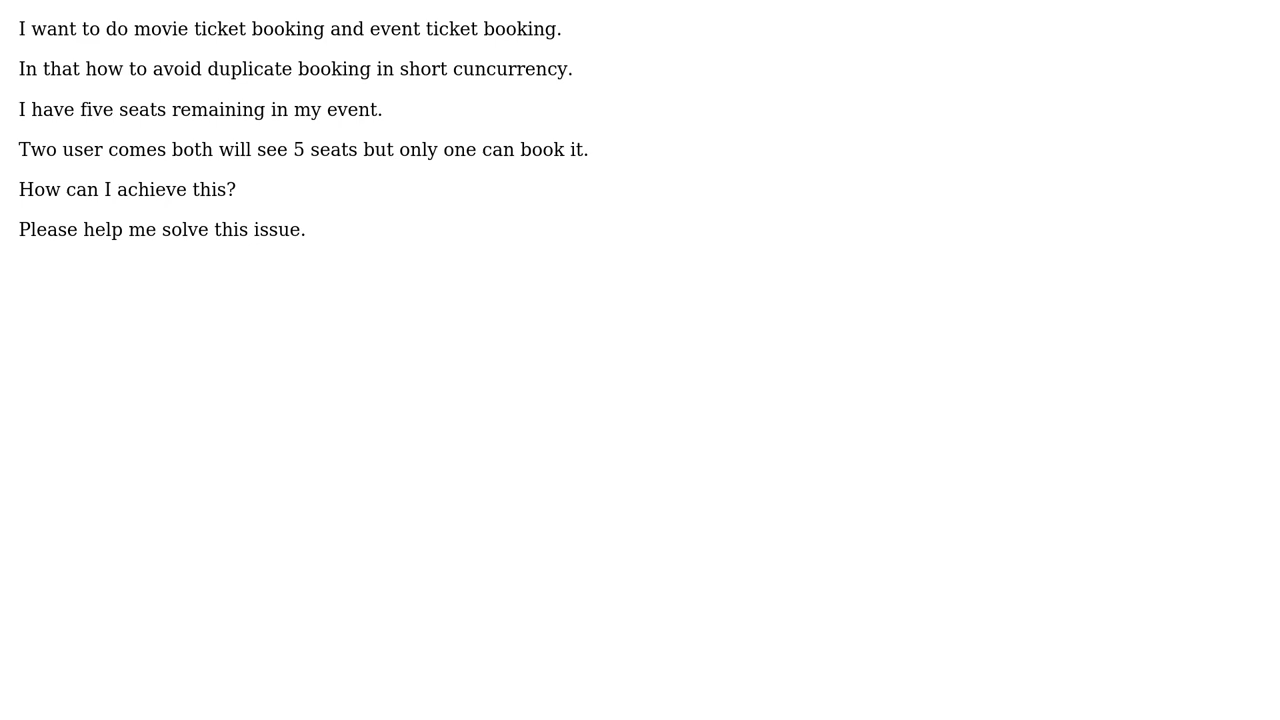 I want to do movie ticket booking and event ticket booking.
In that how to avoid duplicate booking in short cuncurrency.
I have five seats remaining in my event.
Two user comes both will see 5 seats but only one can book it.
How can I achieve this?
Please help me solve this issue.